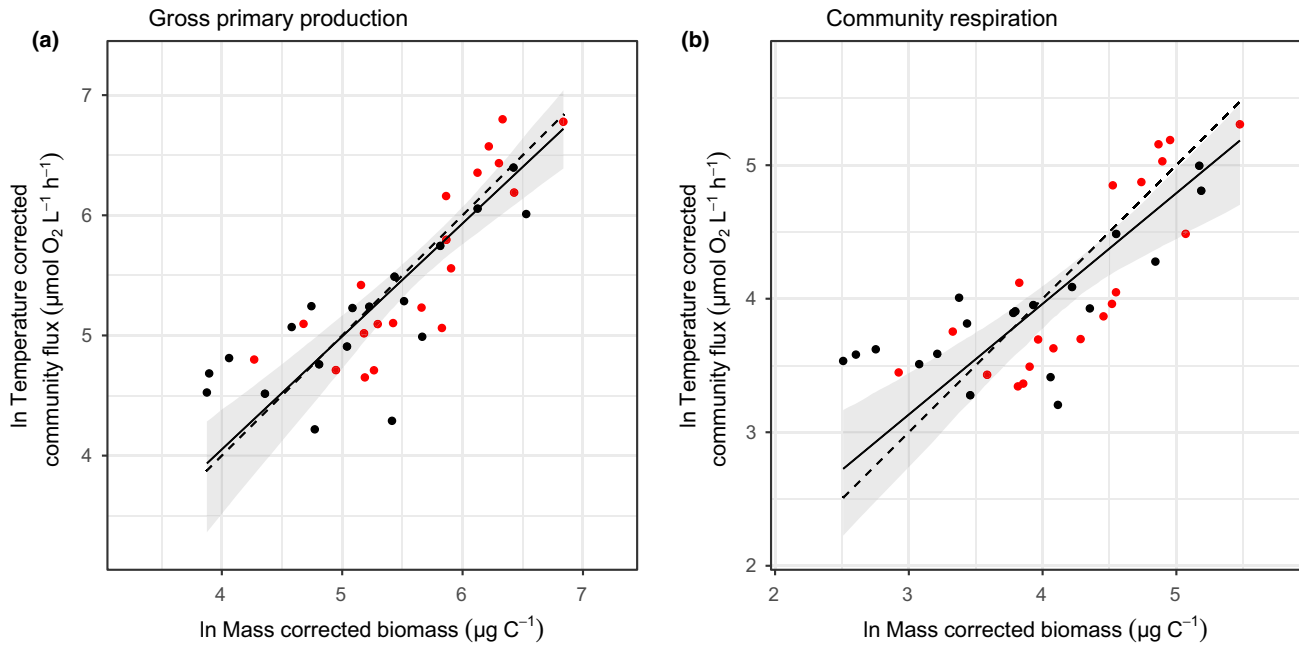 Gross primary production
(a)
ln Temperature corrected
community flux (µmol O₂ L⁻¹ h⁻¹)
7
6
5
4
4 5 6 7
ln Mass corrected biomass (µg C⁻¹)
Community respiration
(b)
ln Temperature corrected
community flux (µmol O₂ L⁻¹ h⁻¹)
5
4
3
2
2 3 4 5
ln Mass corrected biomass (µg C⁻¹)